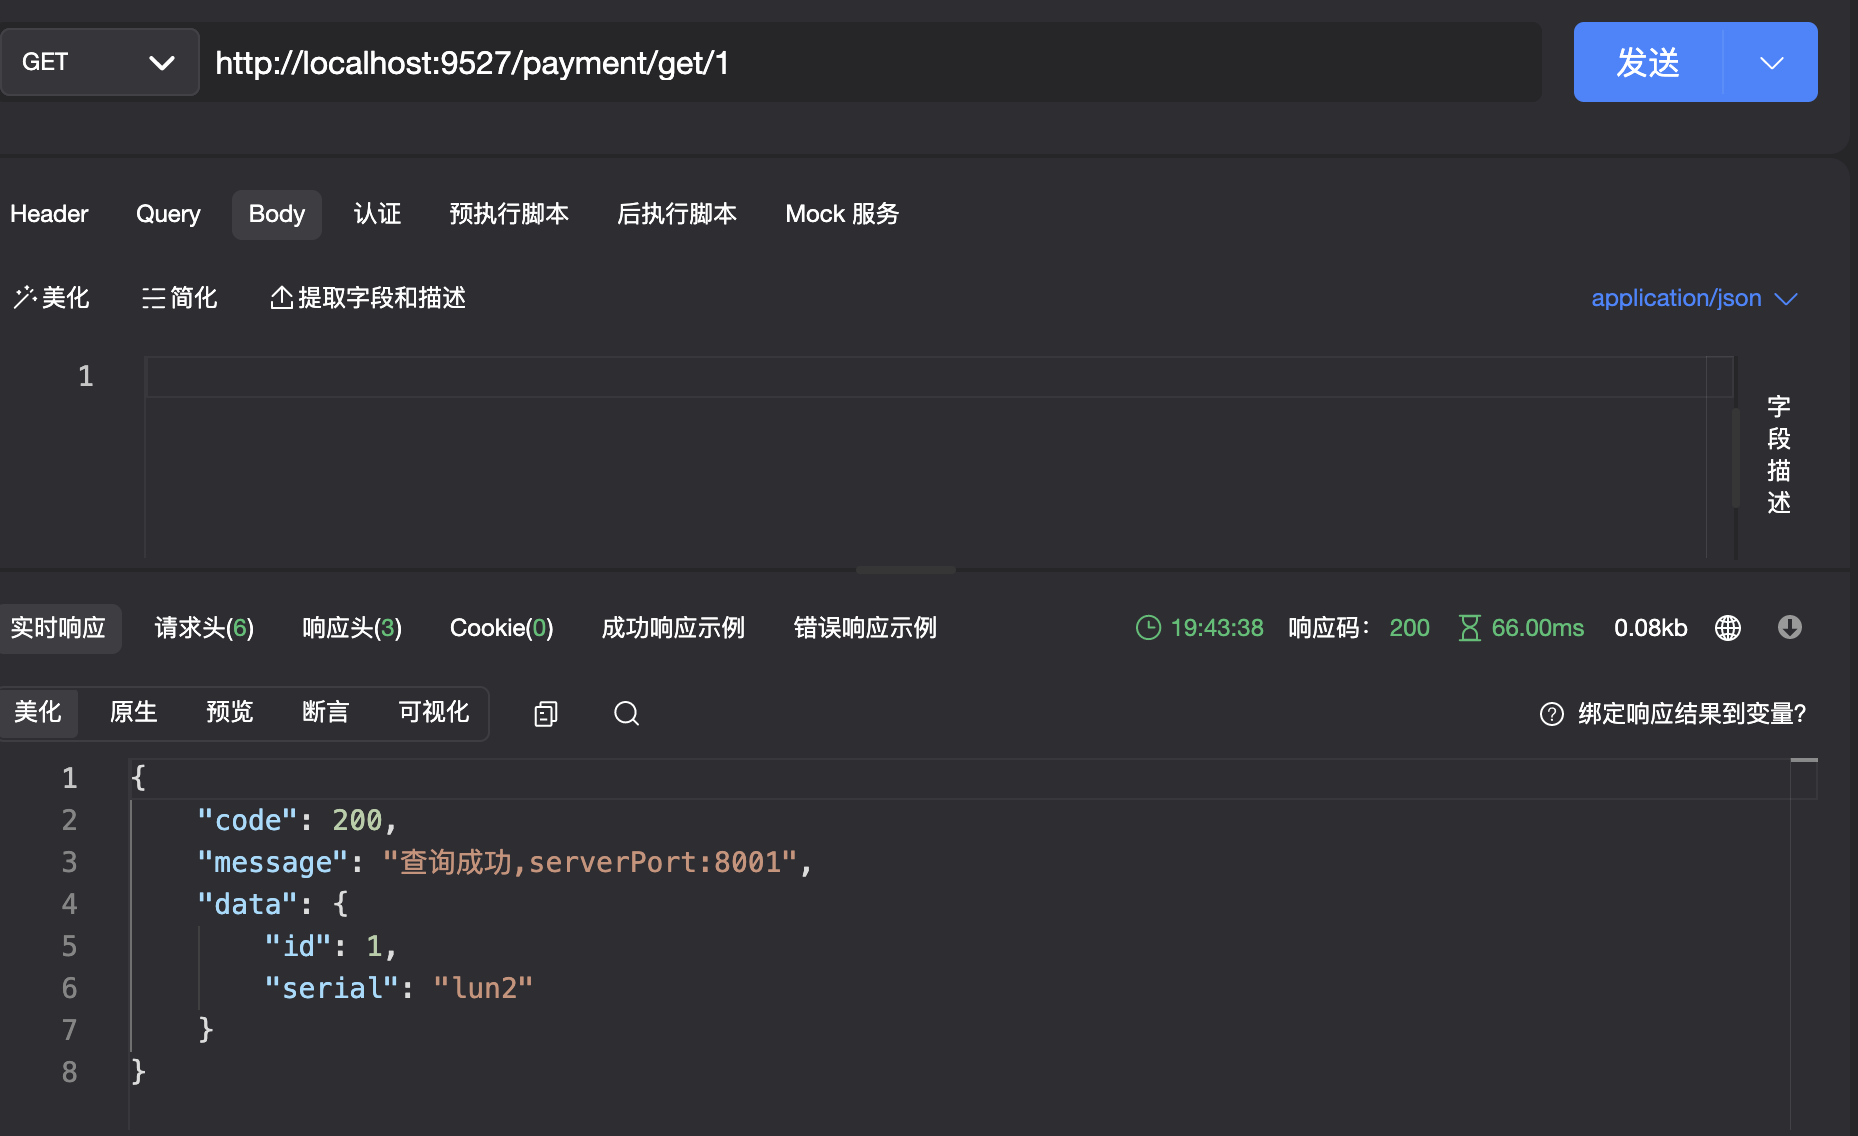 GET http://localhost:9527/payment/get/1 发送
Header Query Body 认证 预执行脚本 后执行脚本 Mock 服务
美化 简化 提取字段和描述 application/json
1
字段描述
实时响应 请求头(6) 响应头(3) Cookie(0) 成功响应示例 错误响应示例 19:43:38 响应码： 200 66.00ms 0.08kb
美化 原生 预览 断言 可视化 绑定响应结果到变量?
1 {
2 "code": 200,
3 "message": "查询成功,serverPort:8001",
4 "data": {
5 "id": 1,
6 "serial": "lun2"
7 }
8 }